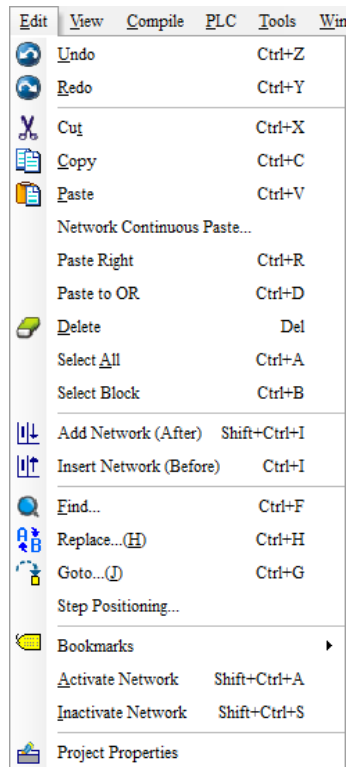 Edit View Compile PLC Tools
Undo Ctrl+Z
Redo Ctrl+Y
Cut Ctrl+X
Copy Ctrl+C
Paste Ctrl+V
Network Continuous Paste...
Paste Right Ctrl+R
Paste to OR Ctrl+D
Delete Del
Select All Ctrl+A
Select Block Ctrl+B
Add Network (After) Shift+Ctrl+I
Insert Network (Before) Ctrl+I
Find... Ctrl+F
Replace...(H) Ctrl+H
Goto...(J) Ctrl+G
Step Positioning...
Bookmarks
Activate Network Shift+Ctrl+A
Inactivate Network Shift+Ctrl+S
Project Properties